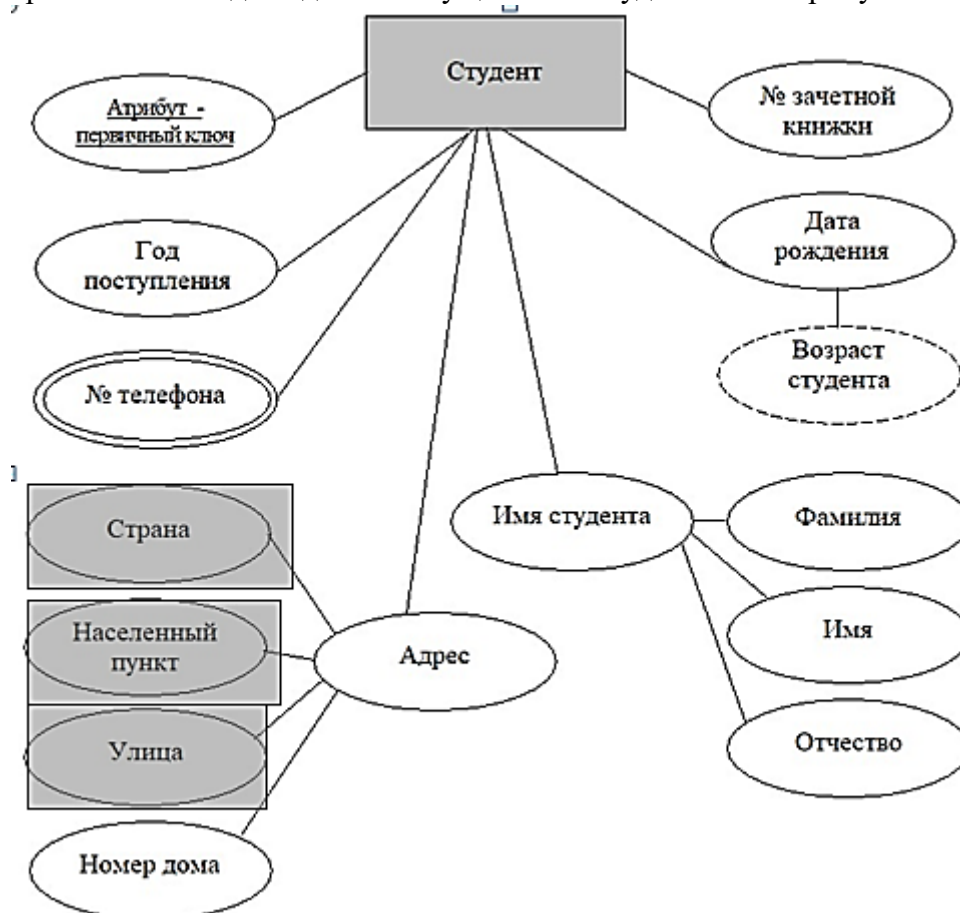 Студент
Атрибут -
первичный ключ
№ зачетной
книжки
Год
поступления
Дата
рождения
№ телефона
Возраст
студента
Страна
Имя студента
Фамилия
Населенный
пункт
Имя
Адрес
Улица
Отчество
Номер дома